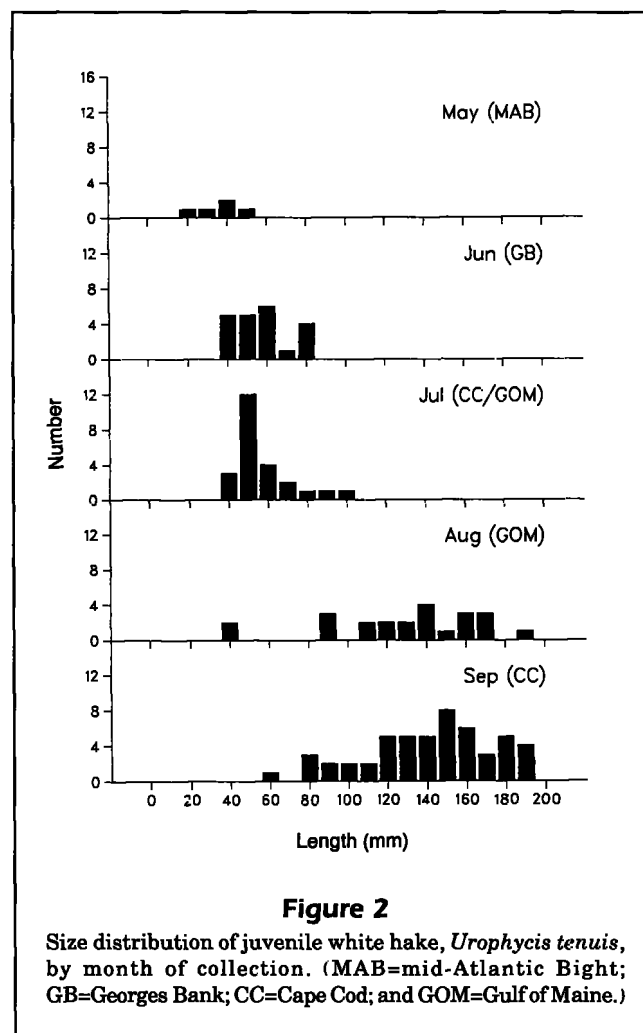 16
12
8
4
0
May (MAB)
12
8
4
0
Jun (GB)
12
8
4
0
Jul (CC/GOM)
Number
12
8
4
0
Aug (GOM)
12
8
4
0
Sep (CC)
0 20 40 60 80 100 120 140 160 180 200
Length (mm)
Figure 2
Size distribution of juvenile white hake, Urophycis tenuis,
by month of collection. (MAB=mid-Atlantic Bight;
GB=Georges Bank; CC=Cape Cod; and GOM=Gulf of Maine.)